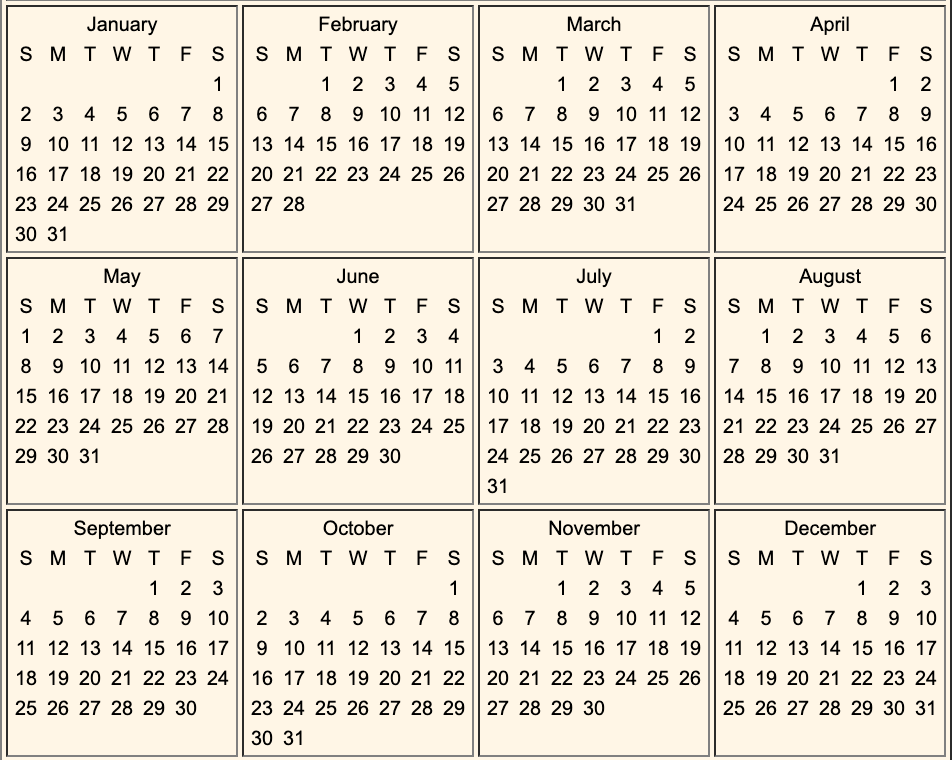 January
S M T W T F S
1
2 3 4 5 6 7 8
9 10 11 12 13 14 15
16 17 18 19 20 21 22
23 24 25 26 27 28 29
30 31
February
S M T W T F S
1 2 3 4 5
6 7 8 9 10 11 12
13 14 15 16 17 18 19
20 21 22 23 24 25 26
27 28
March
S M T W T F S
1 2 3 4 5
6 7 8 9 10 11 12
13 14 15 16 17 18 19
20 21 22 23 24 25 26
27 28 29 30 31
April
S M T W T F S
1 2
3 4 5 6 7 8 9
10 11 12 13 14 15 16
17 18 19 20 21 22 23
24 25 26 27 28 29 30
May
S M T W T F S
1 2 3 4 5 6 7
8 9 10 11 12 13 14
15 16 17 18 19 20 21
22 23 24 25 26 27 28
29 30 31
June
S M T W T F S
1 2 3 4
5 6 7 8 9 10 11
12 13 14 15 16 17 18
19 20 21 22 23 24 25
26 27 28 29 30
July
S M T W T F S
1 2
3 4 5 6 7 8 9
10 11 12 13 14 15 16
17 18 19 20 21 22 23
24 25 26 27 28 29 30
31
August
S M T W T F S
1 2 3 4 5 6
7 8 9 10 11 12 13
14 15 16 17 18 19 20
21 22 23 24 25 26 27
28 29 30 31
September
S M T W T F S
1 2 3
4 5 6 7 8 9 10
11 12 13 14 15 16 17
18 19 20 21 22 23 24
25 26 27 28 29 30
October
S M T W T F S
1
2 3 4 5 6 7 8
9 10 11 12 13 14 15
16 17 18 19 20 21 22
23 24 25 26 27 28 29
30 31
November
S M T W T F S
1 2 3 4 5
6 7 8 9 10 11 12
13 14 15 16 17 18 19
20 21 22 23 24 25 26
27 28 29 30
December
S M T W T F S
1 2 3
4 5 6 7 8 9 10
11 12 13 14 15 16 17
18 19 20 21 22 23 24
25 26 27 28 29 30 31